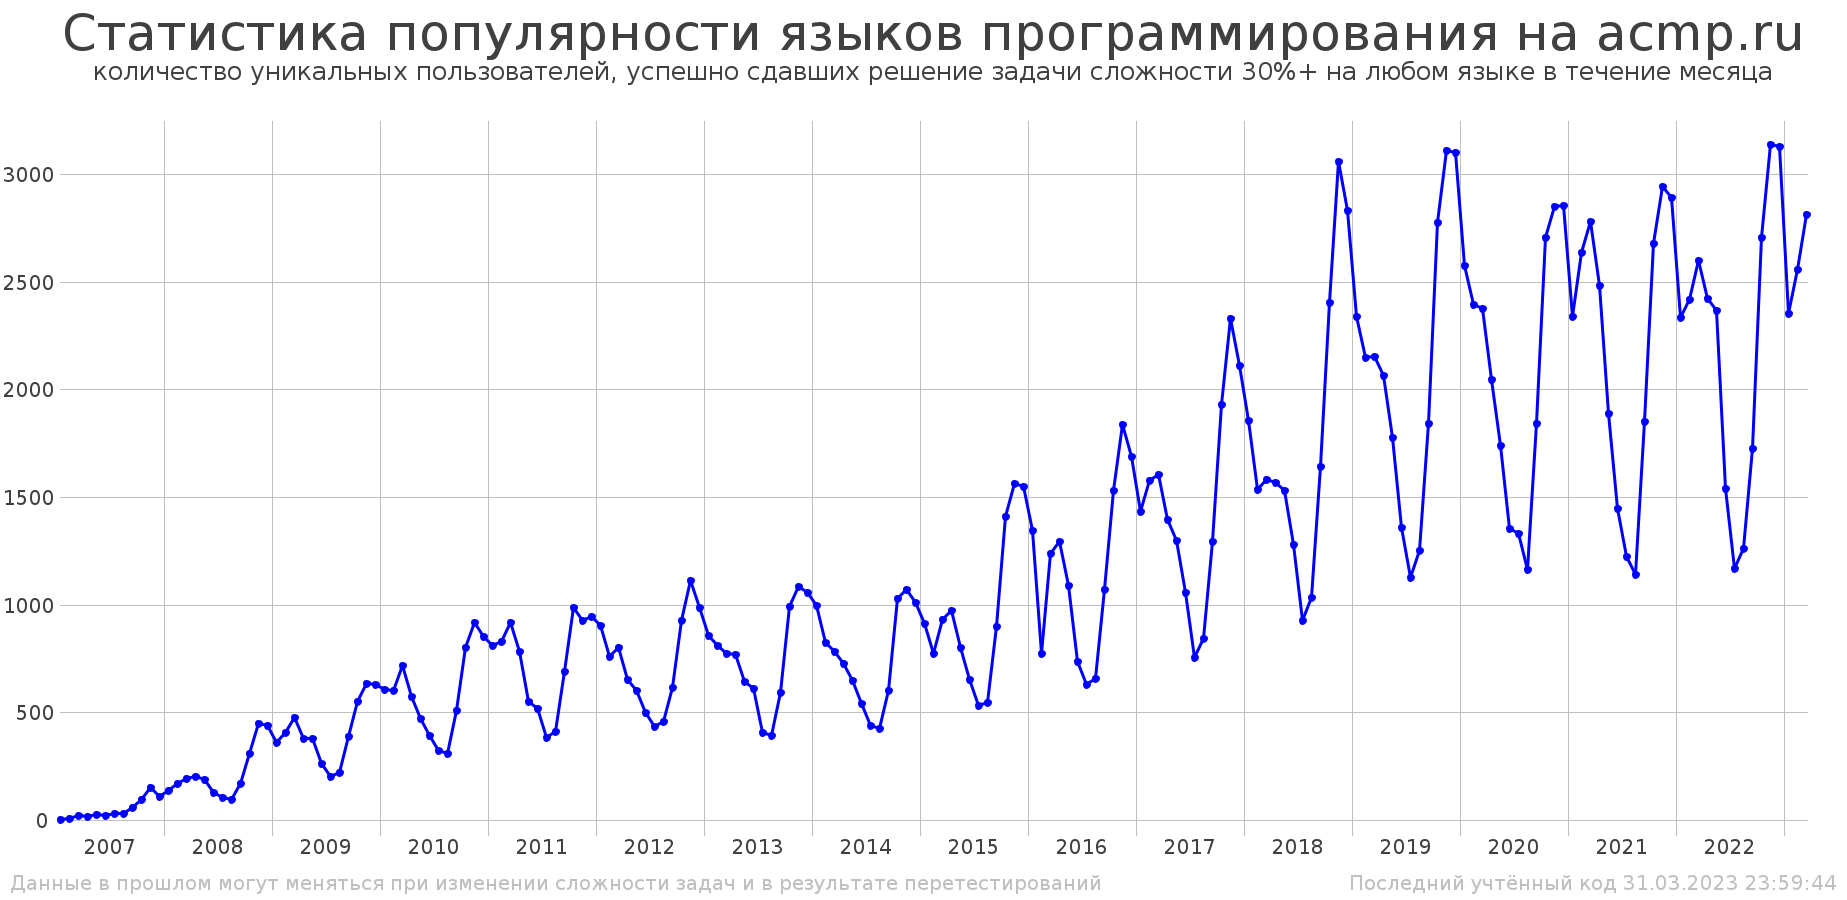 Статистика популярности языков программирования на acmp.ru
количество уникальных пользователей, успешно сдавших решение задачи сложности 30%+ на любом языке в течение месяца
3000
2500
2000
1500
1000
500
0
2007 2008 2009 2010 2011 2012 2013 2014 2015 2016 2017 2018 2019 2020 2021 2022
Данные в прошлом могут меняться при изменении сложности задач и в результате перетестирований
Последний учтённый код 31.03.2023 23:59:44